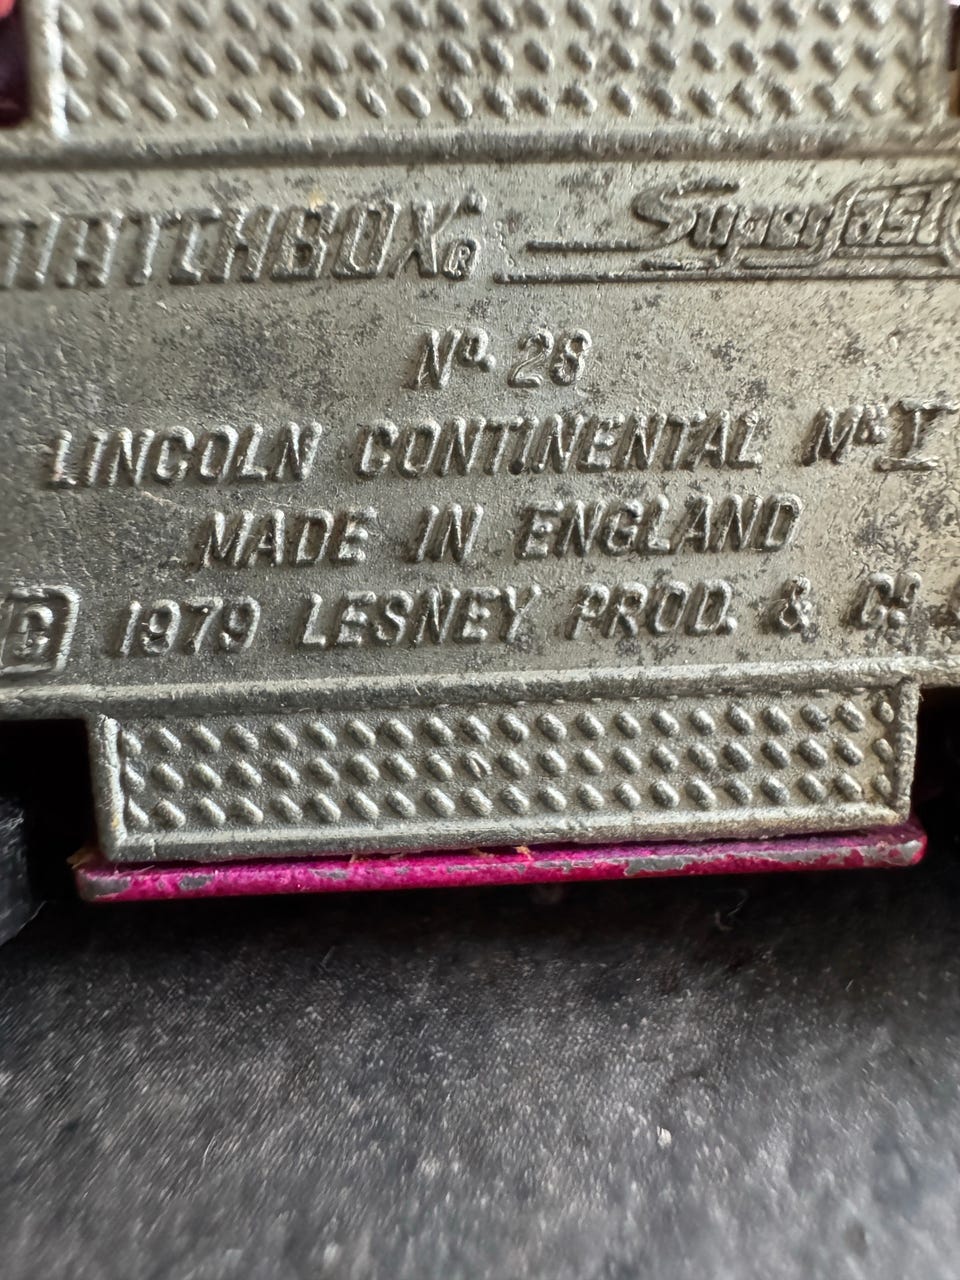 MATCHBOX® Superfast
Nº. 28
LINCOLN CONTINENTAL MK I
MADE IN ENGLAND
G 1979 LESNEY PROD. & Cº